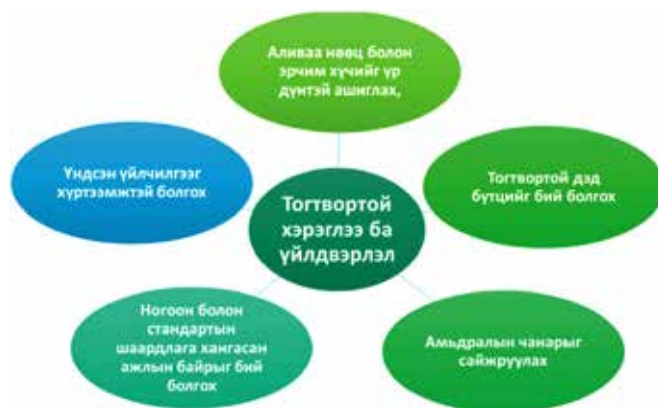 Аливаа нөөц болон
эрчим хүчийг үр
дүнтэй ашиглах,
Үндсэн үйлчилгээг
хүртээмжтэй болгох
Тогтвортой дэд
бүтцийг бий болгох
Тогтвортой
хэрэглээ ба
үйлдвэрлэл
Ногоон болон
стандартын
шаардлага хангасан
ажлын байрыг бий
болгох
Амьдралын чанарыг
сайжруулах